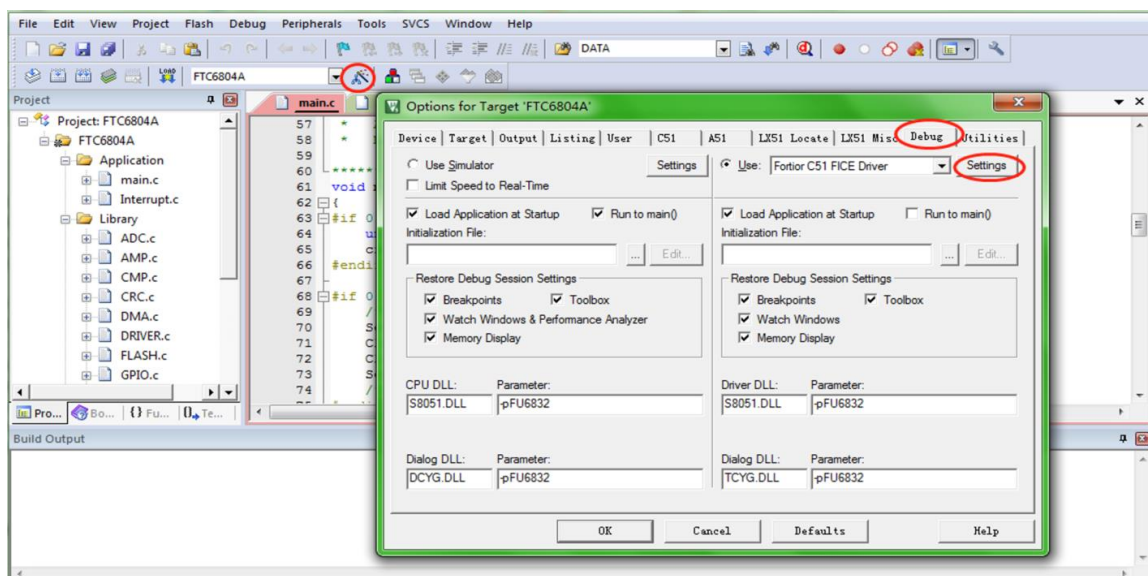 File Edit View Project Flash Debug Peripherals Tools SVCS Window Help
DATA
LOAD FTC6804A
Project
Project: FTC6804A
FTC6804A
Application
main.c
Interrupt.c
Library
ADC.c
AMP.c
CMP.c
CRC.c
DMA.c
DRIVER.c
FLASH.c
GPIO.c
Pro... Bo... {} Fu... Te...
main.c
57 *
58 *
59
60 *****
61 void
62 {
63 #if 0
64
65
66 #endi
67
68 #if 0
69 /
70 S
71 C
72 C
73 S
74 /
Options for Target 'FTC6804A'
Device Target Output Listing User C51 A51 LX51 Locate LX51 Misc Debug Utilities
Use Simulator Settings
Limit Speed to Real-Time
Load Application at Startup Run to main()
Initialization File:
... Edit...
Restore Debug Session Settings
Breakpoints Toolbox
Watch Windows & Performance Analyzer
Memory Display
CPU DLL: Parameter:
S8051.DLL -pFU6832
Dialog DLL: Parameter:
DCYG.DLL -pFU6832
Use: Fortior C51 FICE Driver Settings
Load Application at Startup Run to main()
Initialization File:
... Edit...
Restore Debug Session Settings
Breakpoints Toolbox
Watch Windows
Memory Display
Driver DLL: Parameter:
S8051.DLL -pFU6832
Dialog DLL: Parameter:
TCYG.DLL -pFU6832
OK Cancel Defaults Help
Build Output